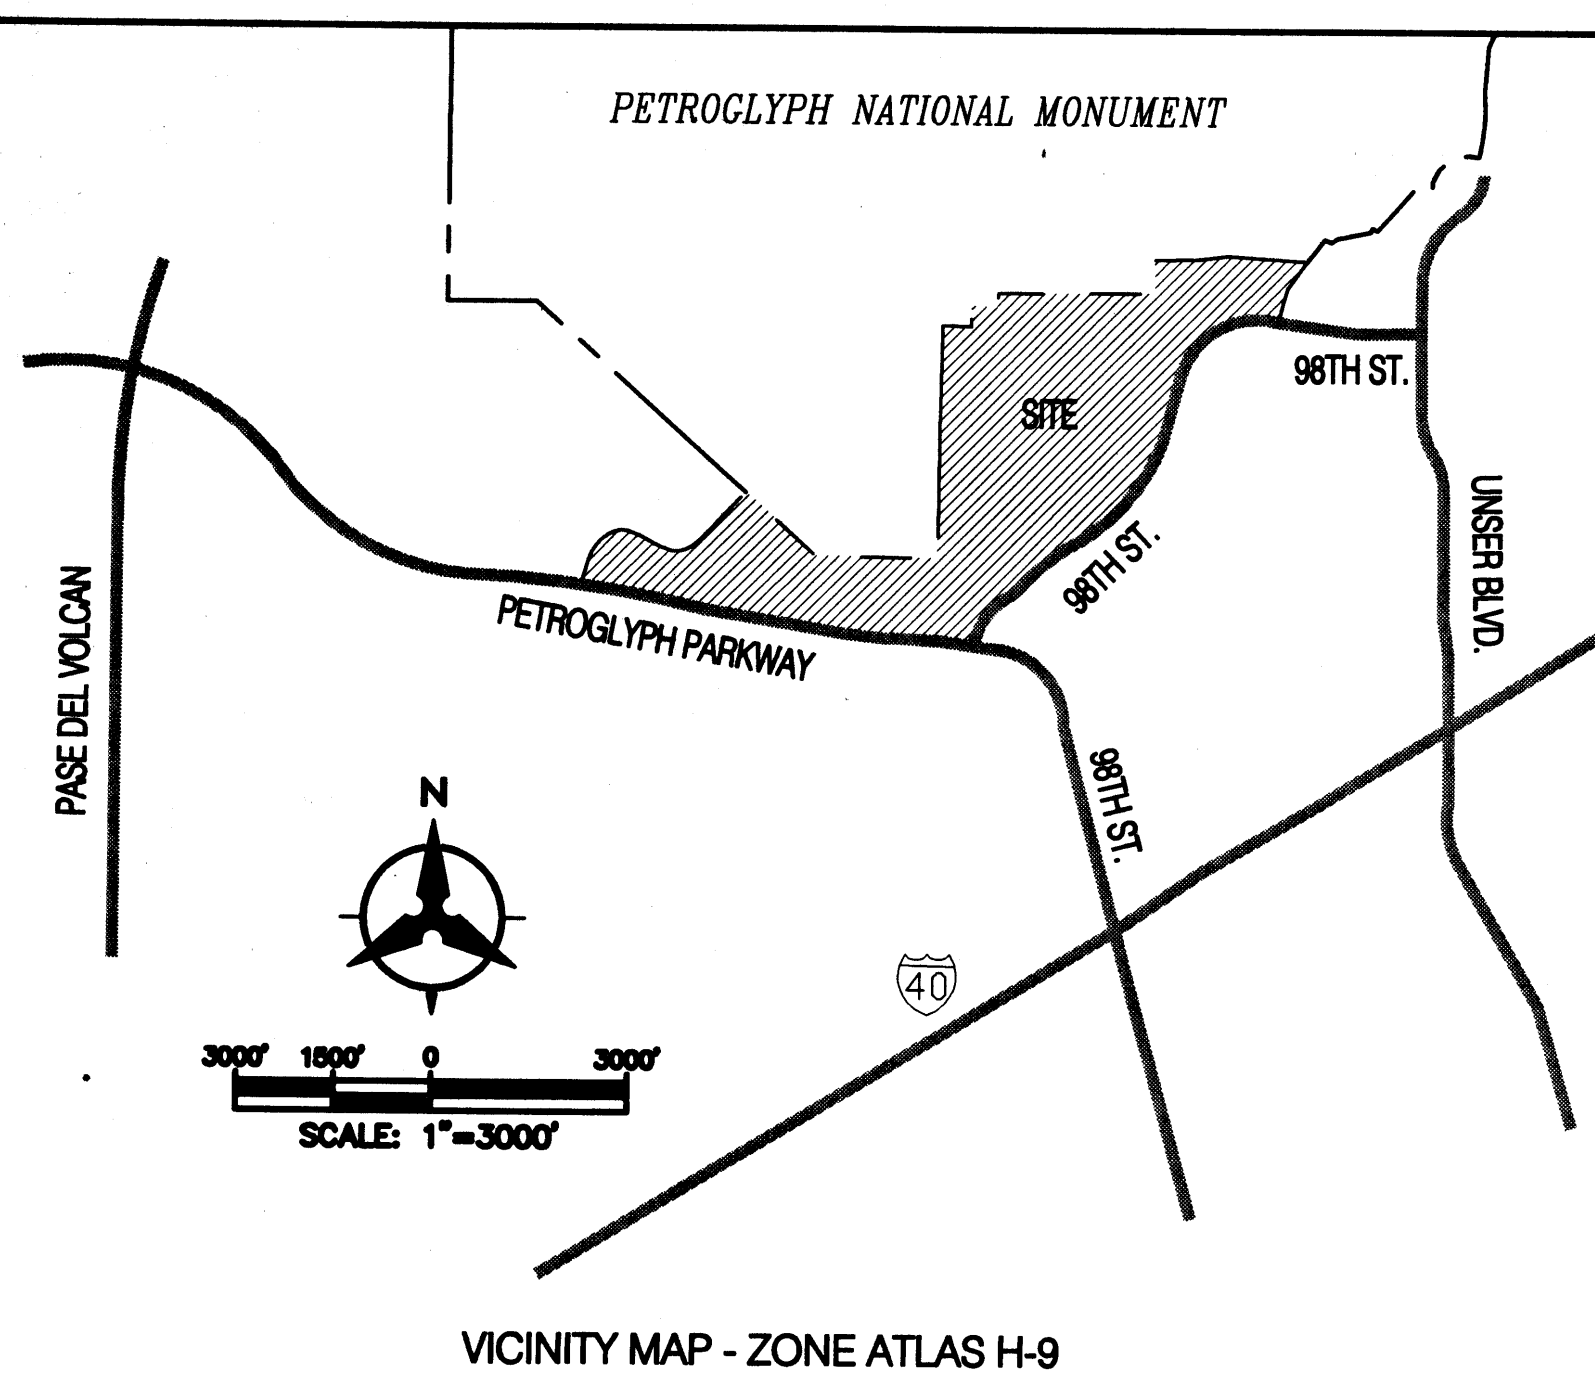 PETROGLYPH NATIONAL MONUMENT
98TH ST.
SITE
UNSER BLVD.
98TH ST.
PASE DEL VOLCAN
PETROGLYPH PARKWAY
98TH ST.
N
40
3000' 1500' 0 3000'
SCALE: 1"=3000'
VICINITY MAP - ZONE ATLAS H-9